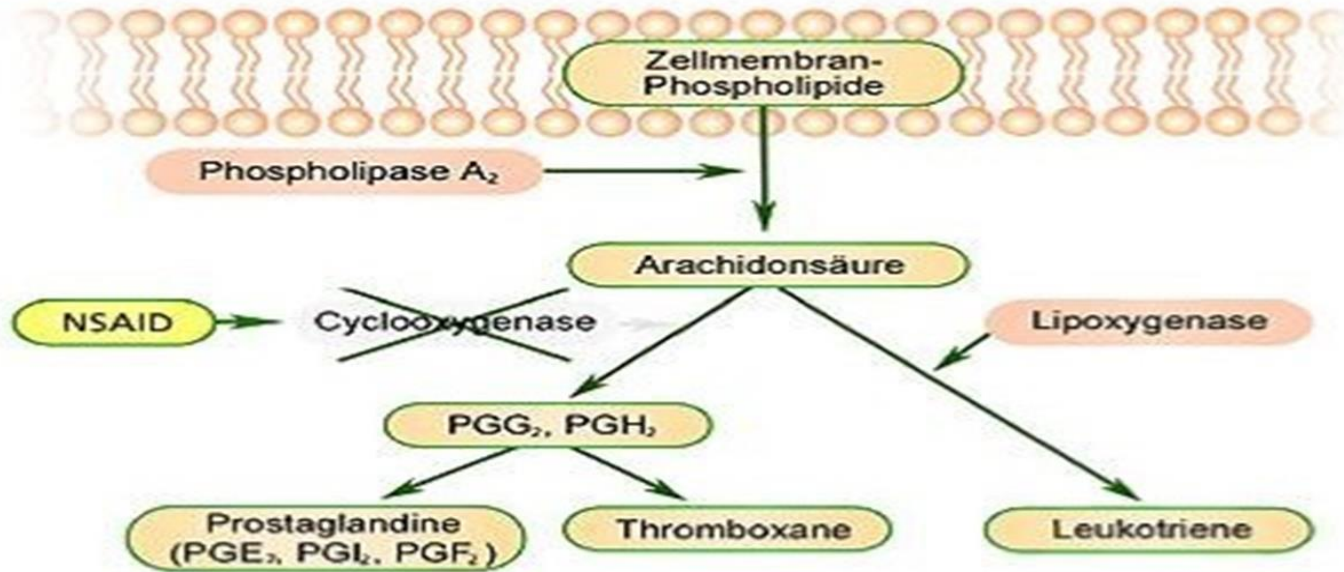 Zellmembran-
Phospholipide
Phospholipase A₂
Arachidonsäure
NSAID
Cyclooxygenase
Lipoxygenase
PGG₂, PGH₂
Prostaglandine
(PGE₂, PGI₂, PGF₂)
Thromboxane
Leukotriene